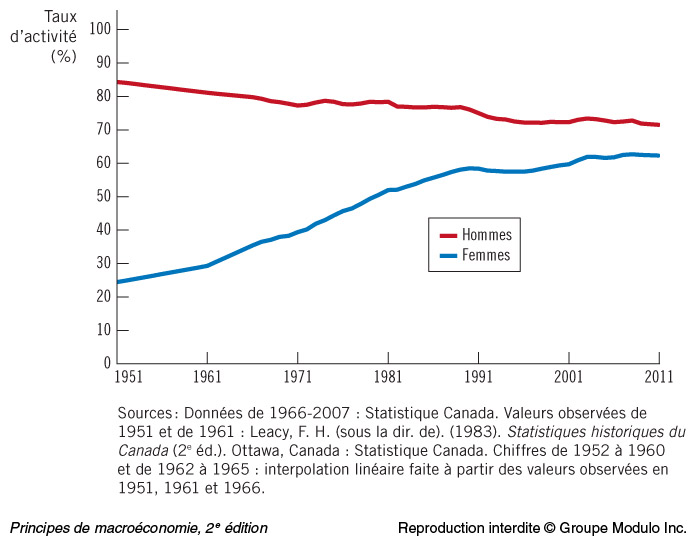 Taux
d'activité
(%)
100
90
80
70
60
50
40
30
20
10
0
Hommes
Femmes
1951 1961 1971 1981 1991 2001 2011
Sources : Données de 1966-2007 : Statistique Canada. Valeurs observées de
1951 et de 1961 : Leacy, F. H. (sous la dir. de). (1983). Statistiques historiques du
Canada (2e éd.). Ottawa, Canada : Statistique Canada. Chiffres de 1952 à 1960
et de 1962 à 1965 : interpolation linéaire faite à partir des valeurs observées en
1951, 1961 et 1966.
Principes de macroéconomie, 2e édition Reproduction interdite © Groupe Modulo Inc.